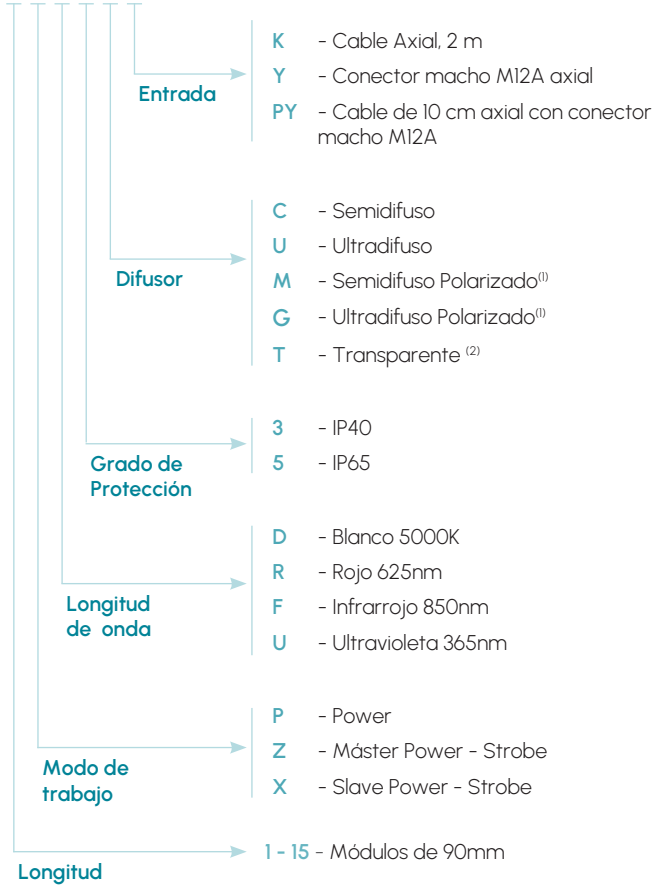 K - Cable Axial, 2 m
Y - Conector macho M12A axial
Entrada
PY - Cable de 10 cm axial con conector
macho M12A
C - Semidifuso
U - Ultradifuso
Difusor
M - Semidifuso Polarizado(1)
G - Ultradifuso Polarizado(1)
T - Transparente (2)
3 - IP40
5 - IP65
Grado de
Protección
D - Blanco 5000K
R - Rojo 625nm
Longitud
de onda
F - Infrarrojo 850nm
U - Ultravioleta 365nm
P - Power
Z - Máster Power - Strobe
Modo de
trabajo
X - Slave Power - Strobe
1 - 15 - Módulos de 90mm
Longitud